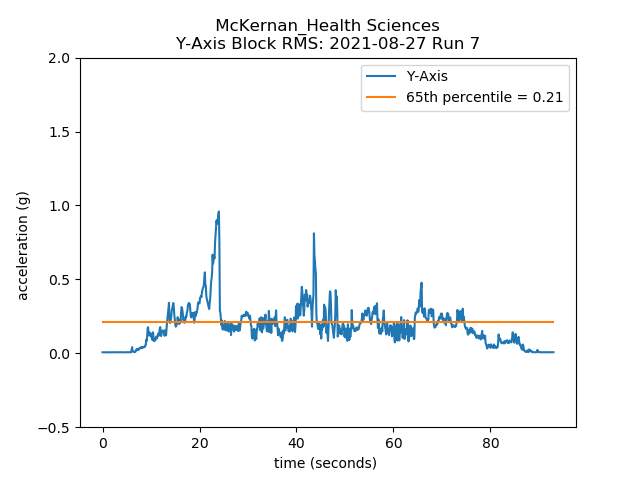 McKernan_Health Sciences
Y-Axis Block RMS: 2021-08-27 Run 7
Y-Axis
65th percentile = 0.21
2.0
1.5
1.0
0.5
0.0
−0.5
acceleration (g)
0 20 40 60 80
time (seconds)